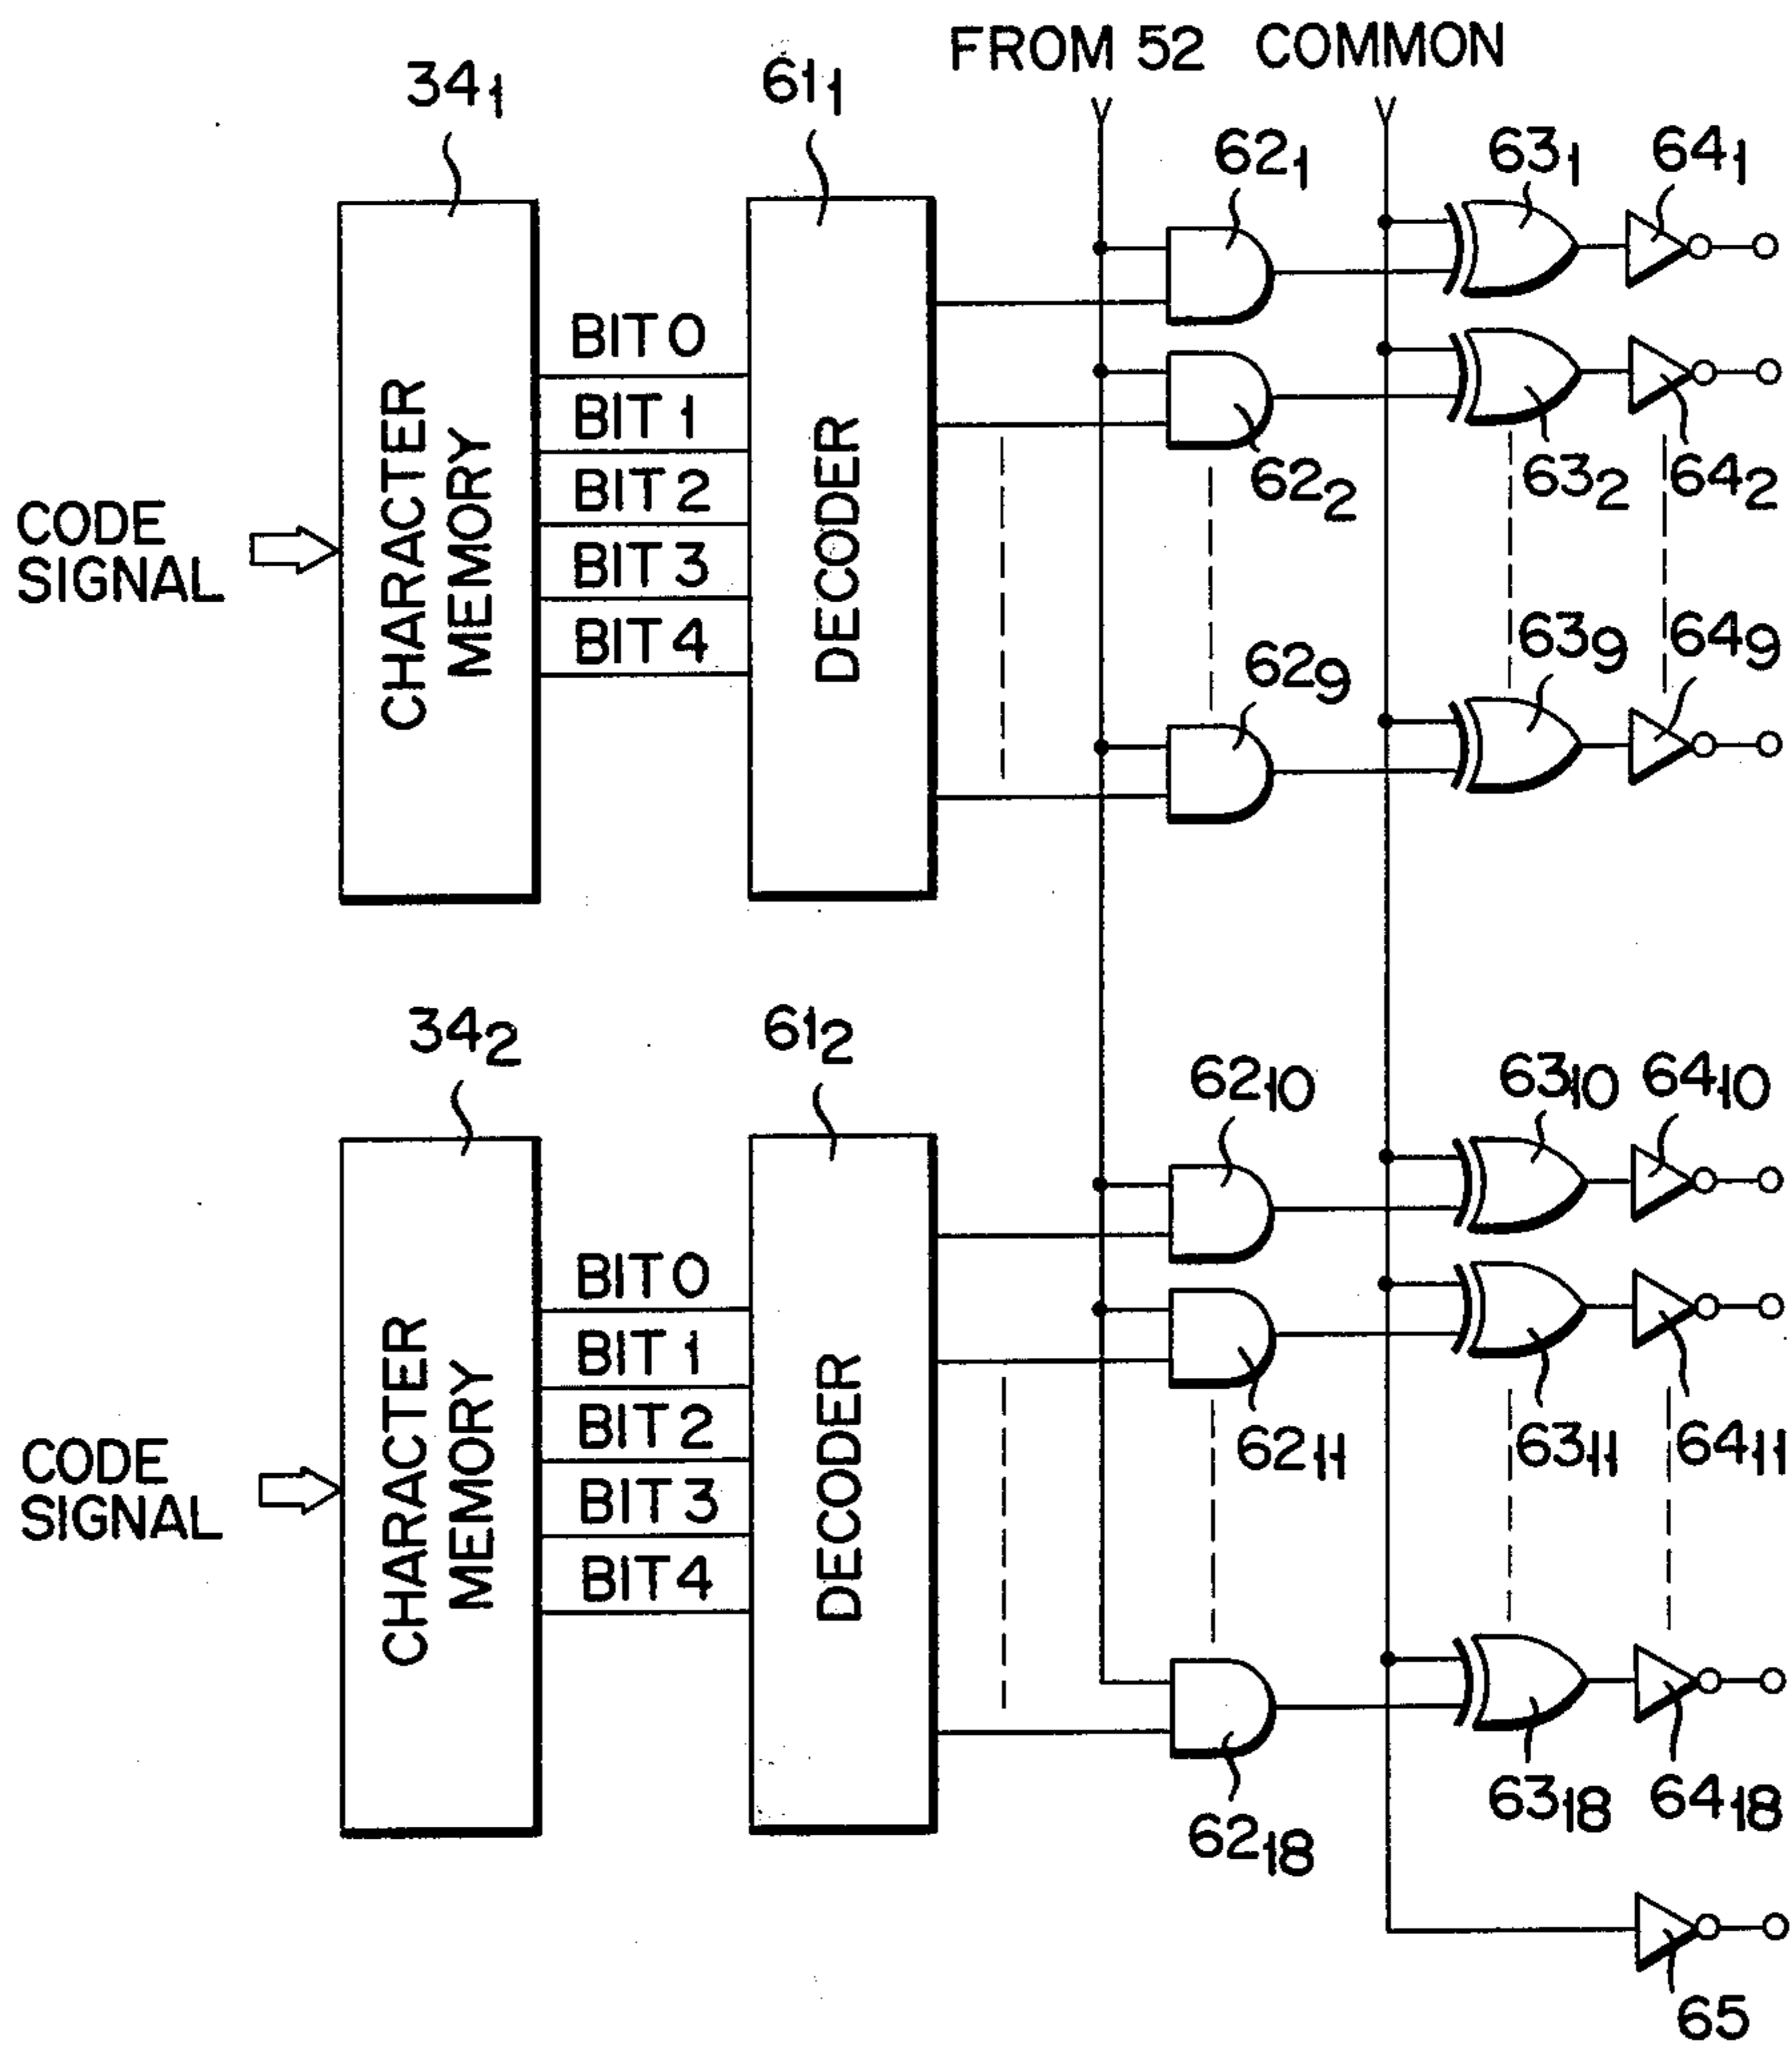 FROM 52 COMMON
34₁
61₁
62₁
63₁
64₁
BIT 0
BIT 1
BIT 2
BIT 3
BIT 4
CHARACTER
MEMORY
DECODER
CODE
SIGNAL
62₂
63₂
64₂
62₉
63₉
64₉
34₂
61₂
62₁₀
63₁₀
64₁₀
BIT 0
BIT 1
BIT 2
BIT 3
BIT 4
CHARACTER
MEMORY
DECODER
CODE
SIGNAL
62₁₁
63₁₁
64₁₁
62₁₈
63₁₈
64₁₈
65